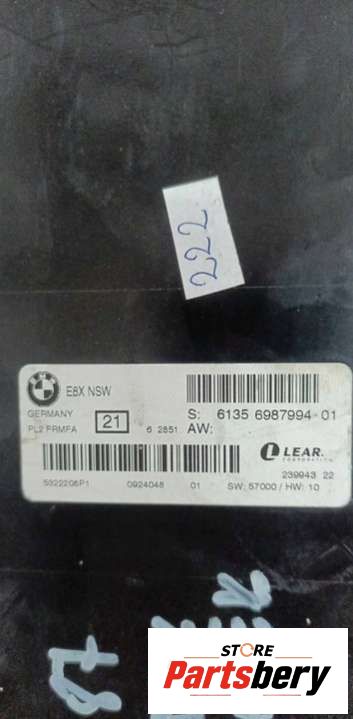 222
E8X NSW
GERMANY
PL2 FRMFA
21
6 2851
S: 6135 6987994-01
AW:
LEAR.
CORPORATION
239943 22
5322206P1 0924048 01 SW: 57000 / HW: 10
STORE
Partsbery